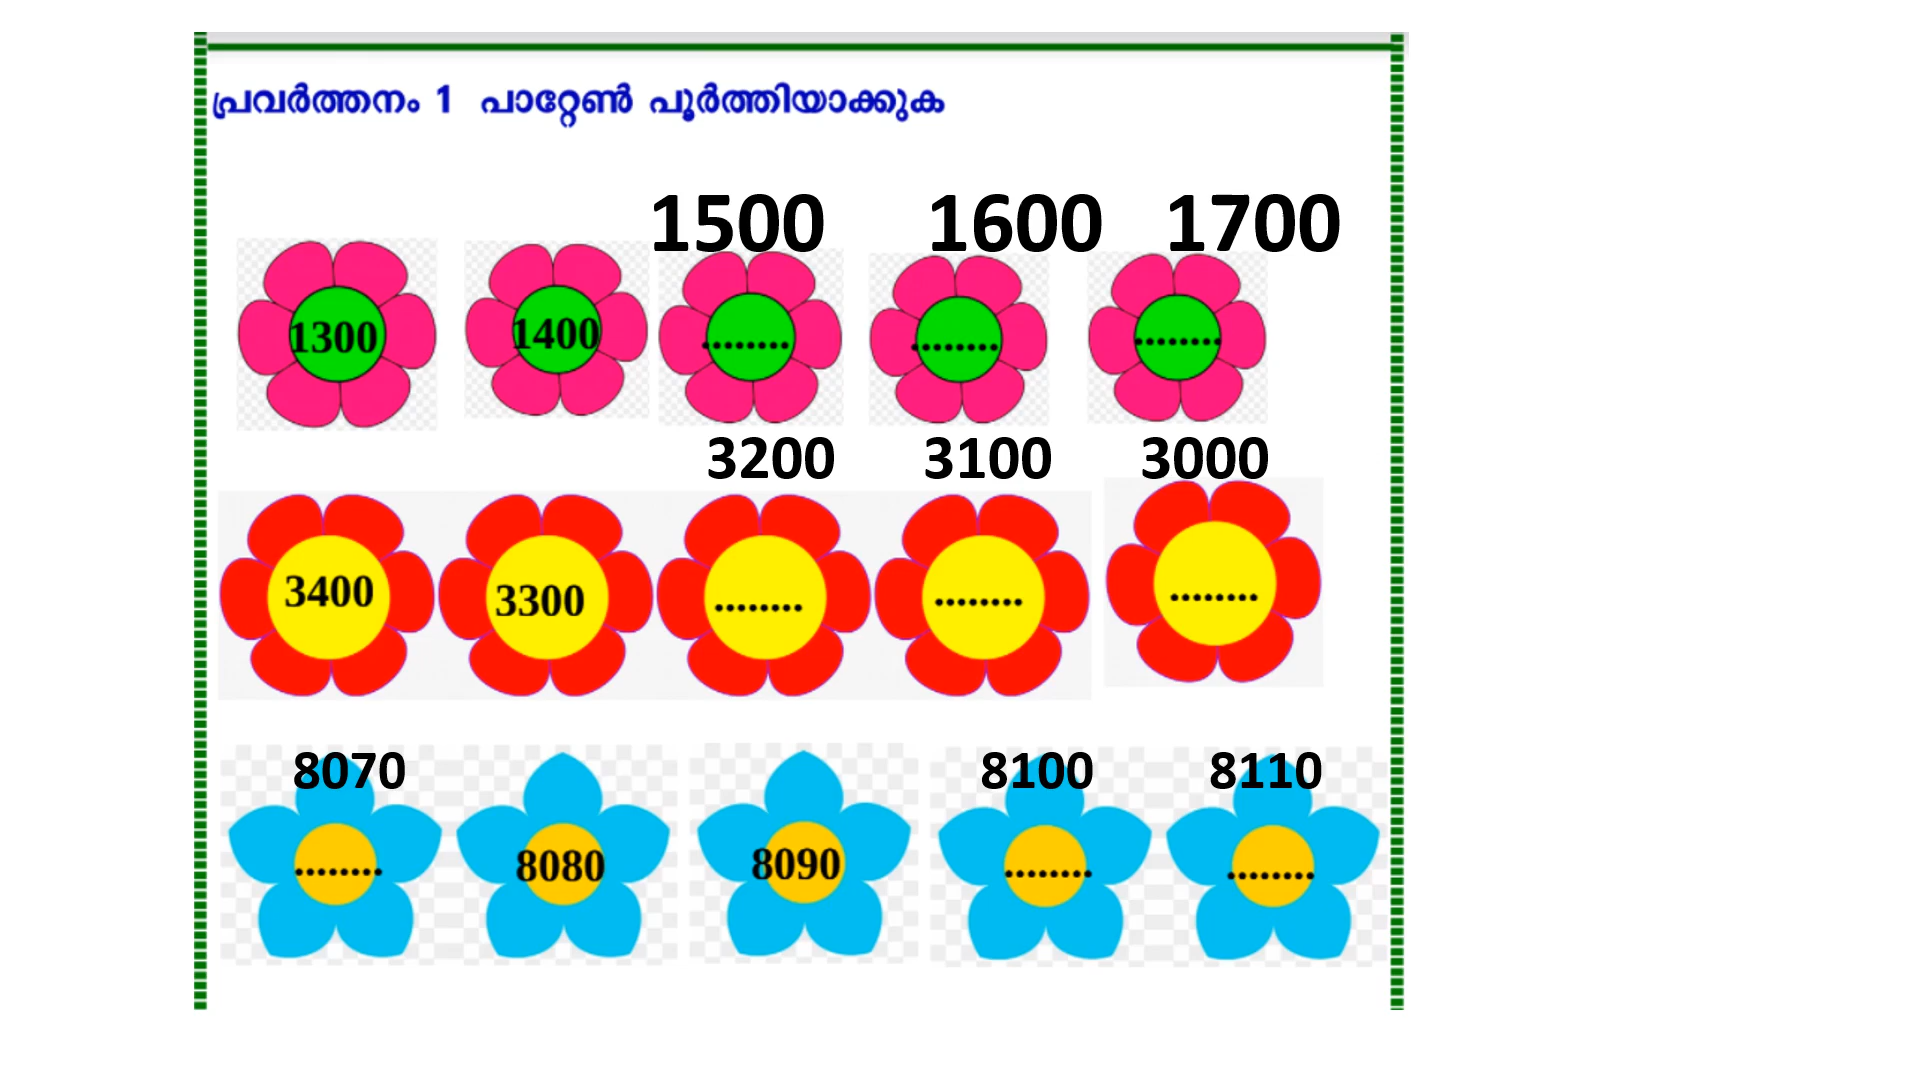 പ്രവർത്തനം 1 പാറ്റേൺ പൂർത്തിയാക്കുക
1500 1600 1700
1300 1400 ........ ........ ........
3200 3100 3000
3400 3300 ........ ........ ........
8070 8100 8110
........ 8080 8090 ........ ........